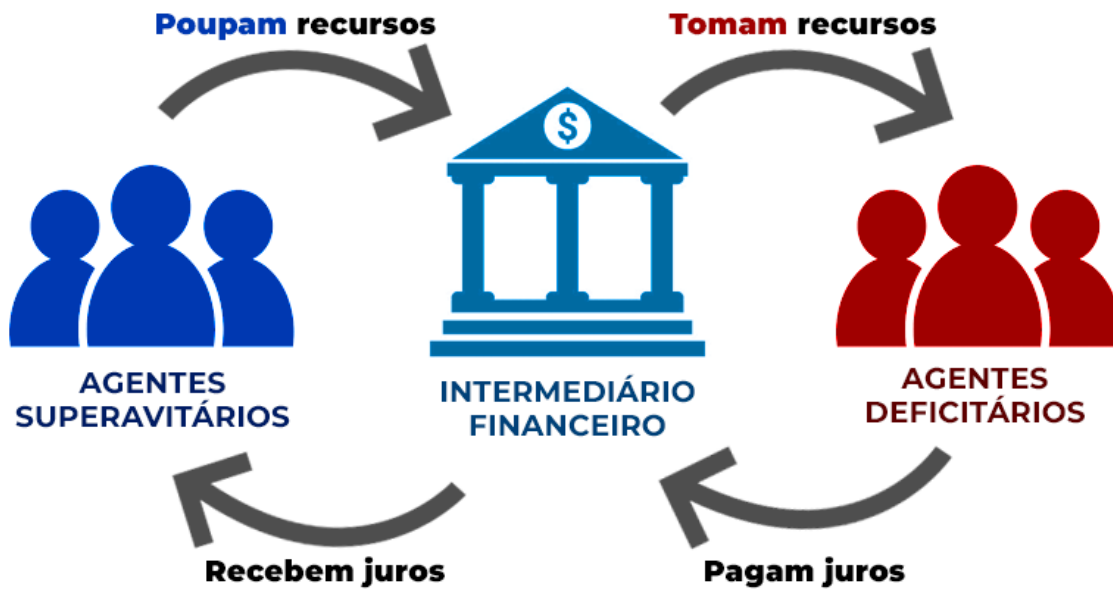 Poupam recursos
Tomam recursos
$
AGENTES
SUPERAVITÁRIOS
INTERMEDIÁRIO
FINANCEIRO
AGENTES
DEFICITÁRIOS
Recebem juros
Pagam juros